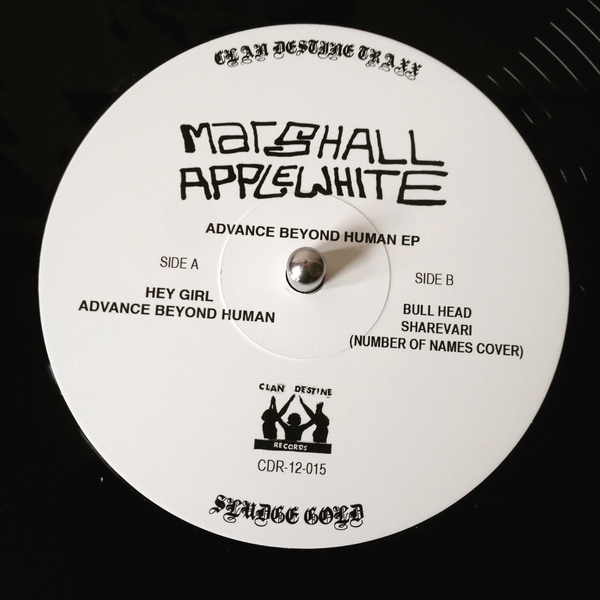 CLAN DESTINE TRAXX
MARSHALL
APPLEWHITE
ADVANCE BEYOND HUMAN EP
SIDE A
HEY GIRL
ADVANCE BEYOND HUMAN
SIDE B
BULL HEAD
SHAREVARI
(NUMBER OF NAMES COVER)
CLAN DESTINE
RECORDS
CDR-12-015
SLUDGE GOLD